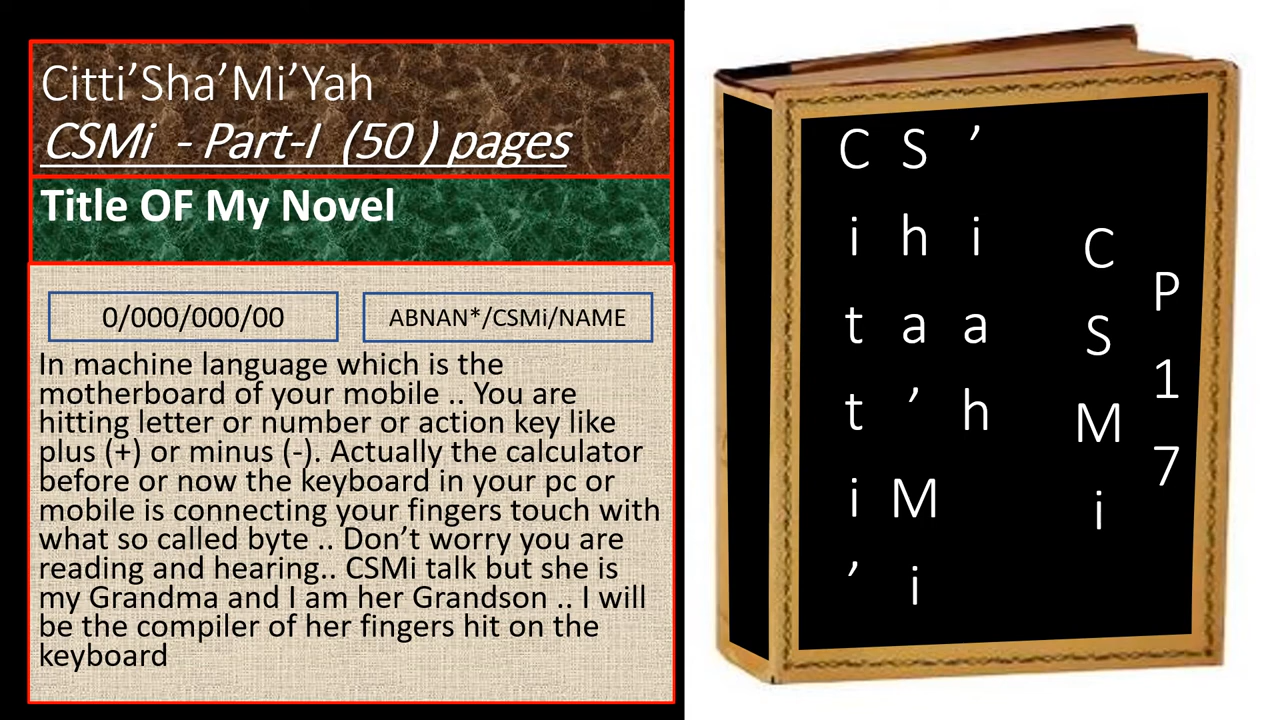 Citti’Sha’Mi’Yah
CSMi - Part-I (50 ) pages
Title OF My Novel
0/000/000/00
ABNAN*/CSMi/NAME
In machine language which is the
motherboard of your mobile .. You are
hitting letter or number or action key like
plus (+) or minus (-). Actually the calculator
before or now the keyboard in your pc or
mobile is connecting your fingers touch with
what so called byte .. Don’t worry you are
reading and hearing.. CSMi talk but she is
my Grandma and I am her Grandson .. I will
be the compiler of her fingers hit on the
keyboard
C S ’
i h i
t a a
t ’ h
i M
’ i
C
S
M
i
P
1
7